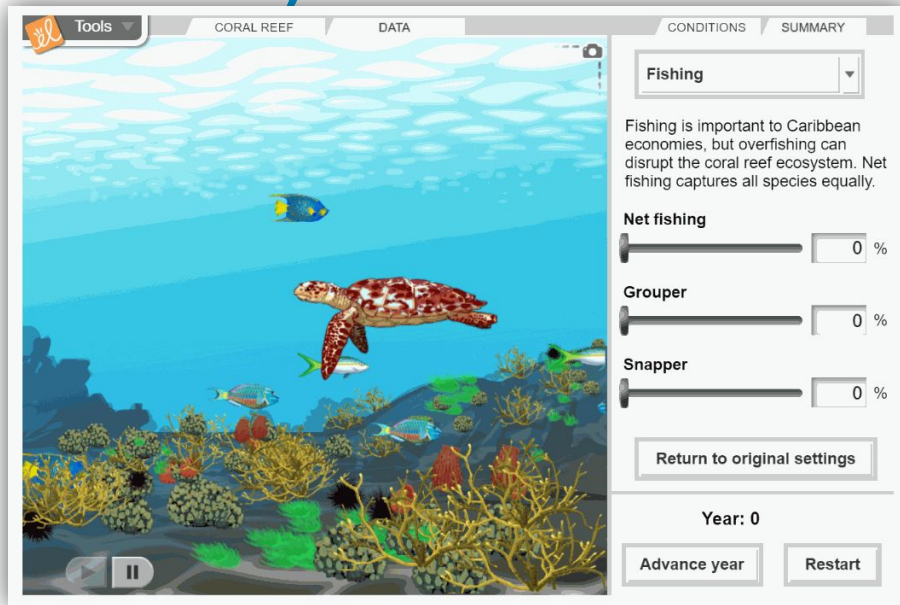 Tools
CORAL REEF
DATA
CONDITIONS
SUMMARY
Fishing
Fishing is important to Caribbean
economies, but overfishing can
disrupt the coral reef ecosystem. Net
fishing captures all species equally.
Net fishing
0 %
Grouper
0 %
Snapper
0 %
Return to original settings
Year: 0
Advance year
Restart